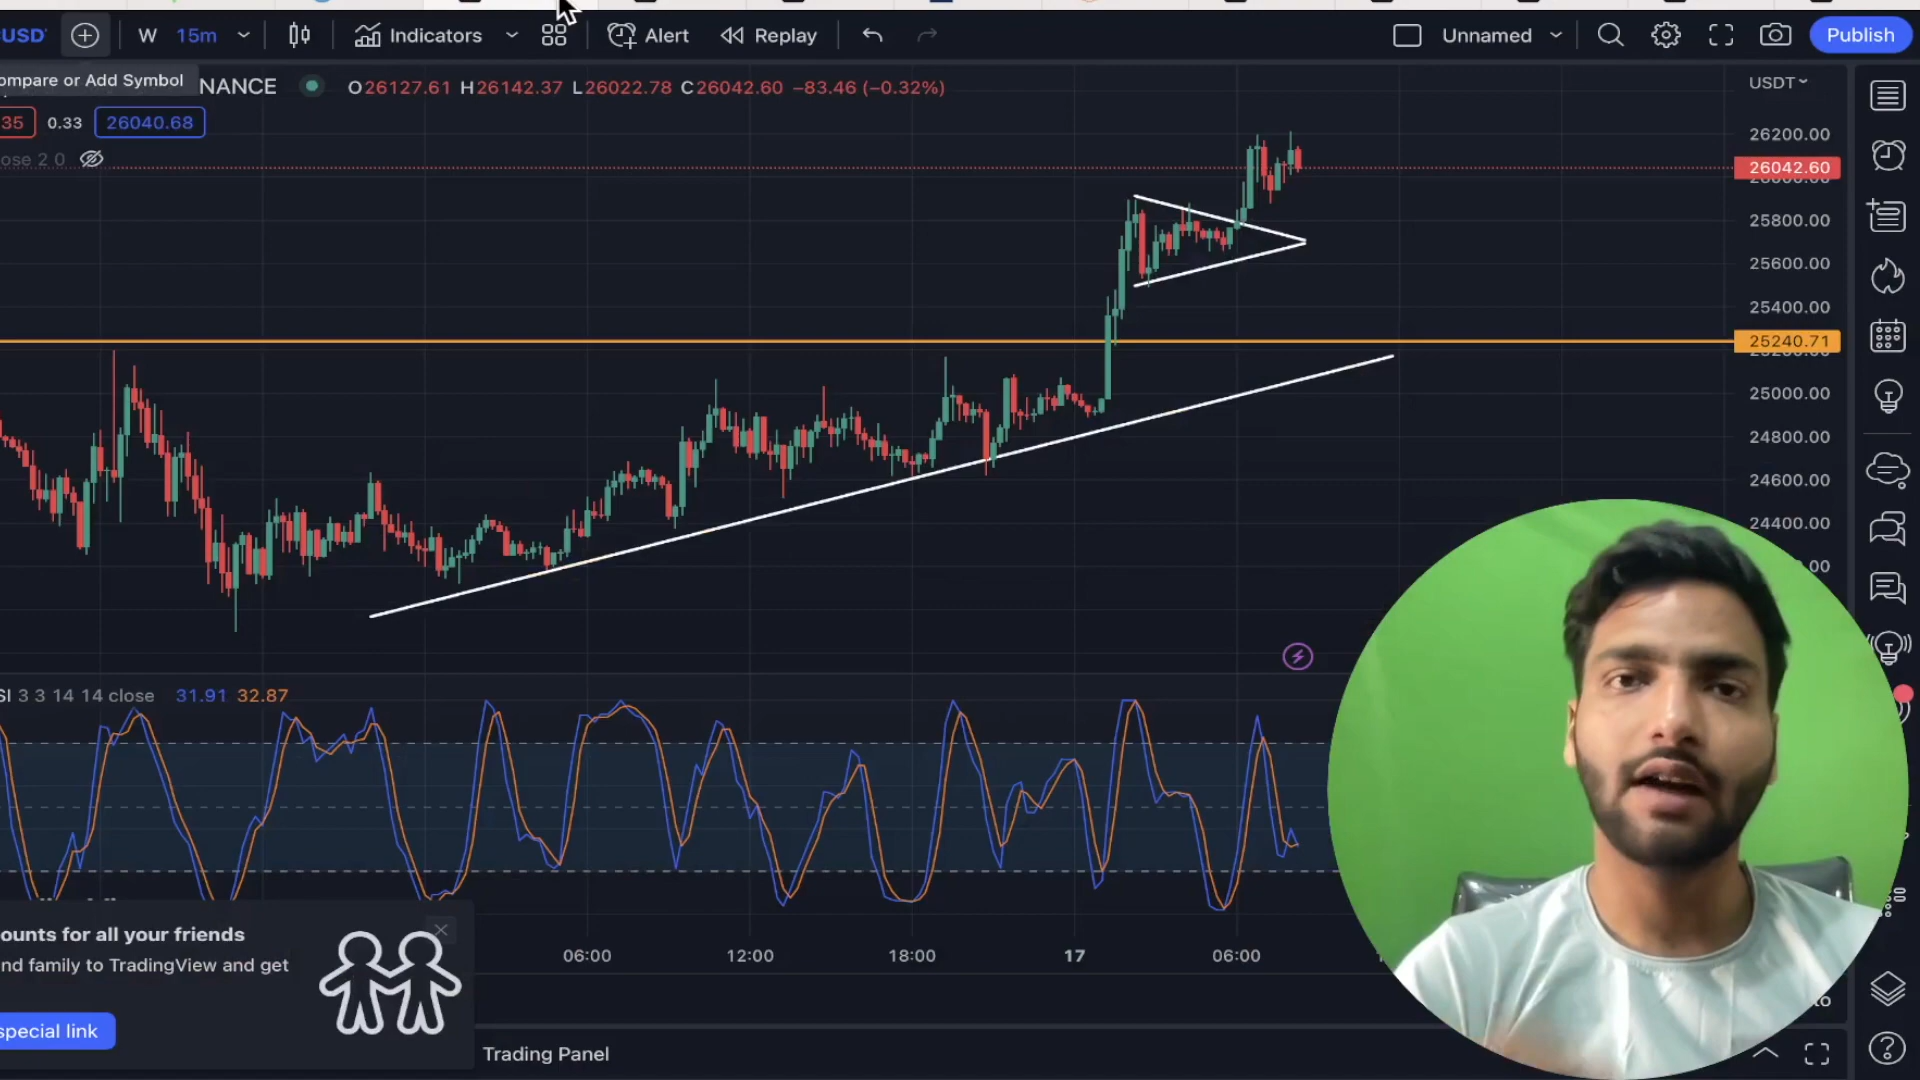 CUSD
W
15m
Indicators
Alert
Replay
Unnamed
Publish
ompare or Add Symbol
NANCE
O26127.61 H26142.37 L26022.78 C26042.60 −83.46 (−0.32%)
USDT
35
0.33
26040.68
ose 2 0
26200.00
26042.60
25800.00
25600.00
25400.00
25240.71
25000.00
24800.00
24600.00
24400.00
SI 3 3 14 14 close 31.91 32.87
06:00
12:00
18:00
17
06:00
ounts for all your friends
nd family to TradingView and get
special link
Trading Panel